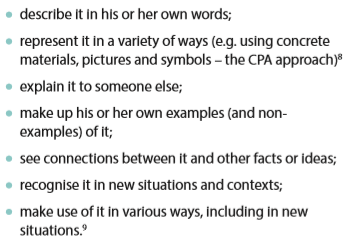 • describe it in his or her own words;
• represent it in a variety of ways (e.g. using concrete
materials, pictures and symbols – the CPA approach)⁸
• explain it to someone else;
• make up his or her own examples (and non-
examples) of it;
• see connections between it and other facts or ideas;
• recognise it in new situations and contexts;
• make use of it in various ways, including in new
situations.⁹